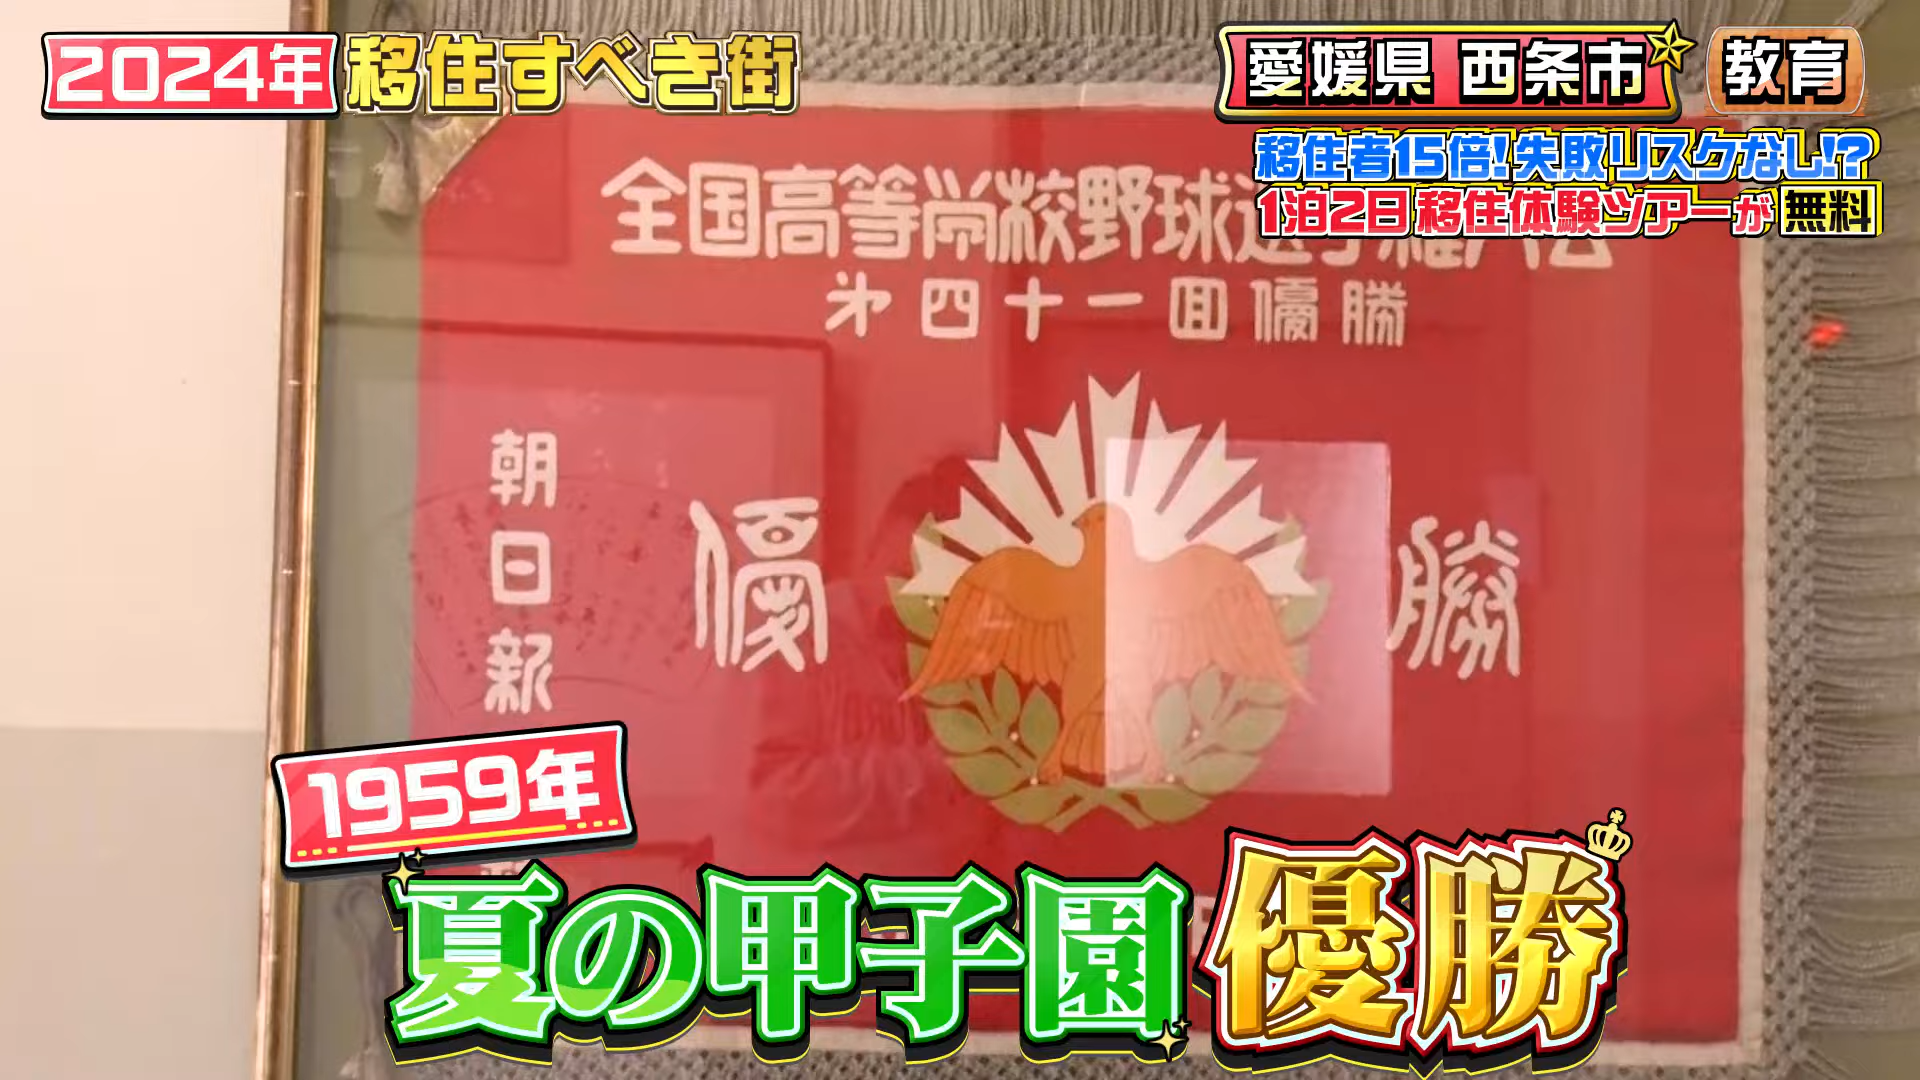 2024年 移住すべき街
愛媛県 西条市 教育
移住者15倍!失敗リスクなし!?
1泊2日 移住体験ツアーが 無料
全国高等学校野球選手権大会
第四十一回優勝
朝日新
優 勝
1959年
夏の甲子園 優勝